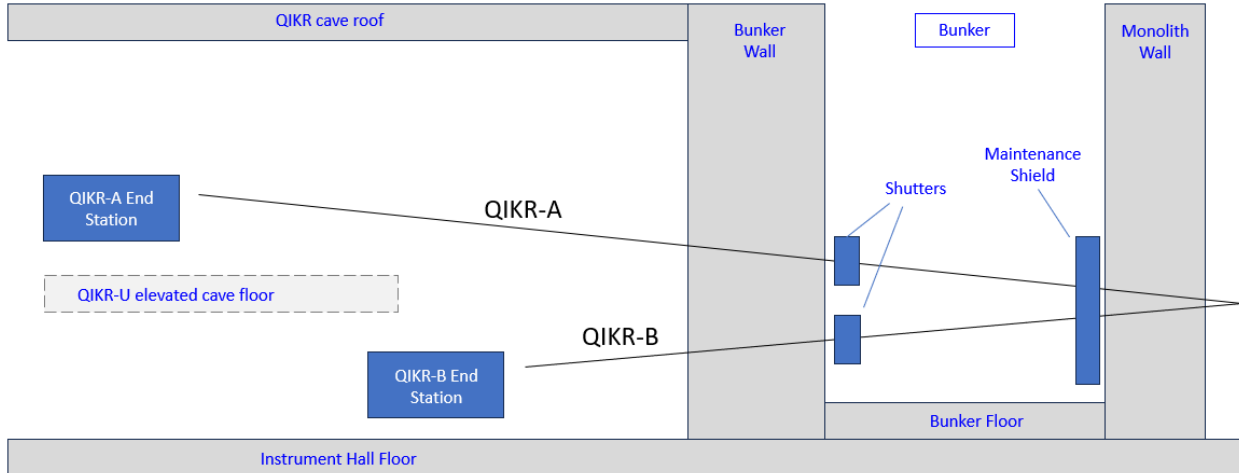 QIKR cave roof
Bunker
Wall
Bunker
Monolith
Wall
Maintenance
Shield
Shutters
QIKR-A End
Station
QIKR-A
QIKR-U elevated cave floor
QIKR-B
QIKR-B End
Station
Bunker Floor
Instrument Hall Floor